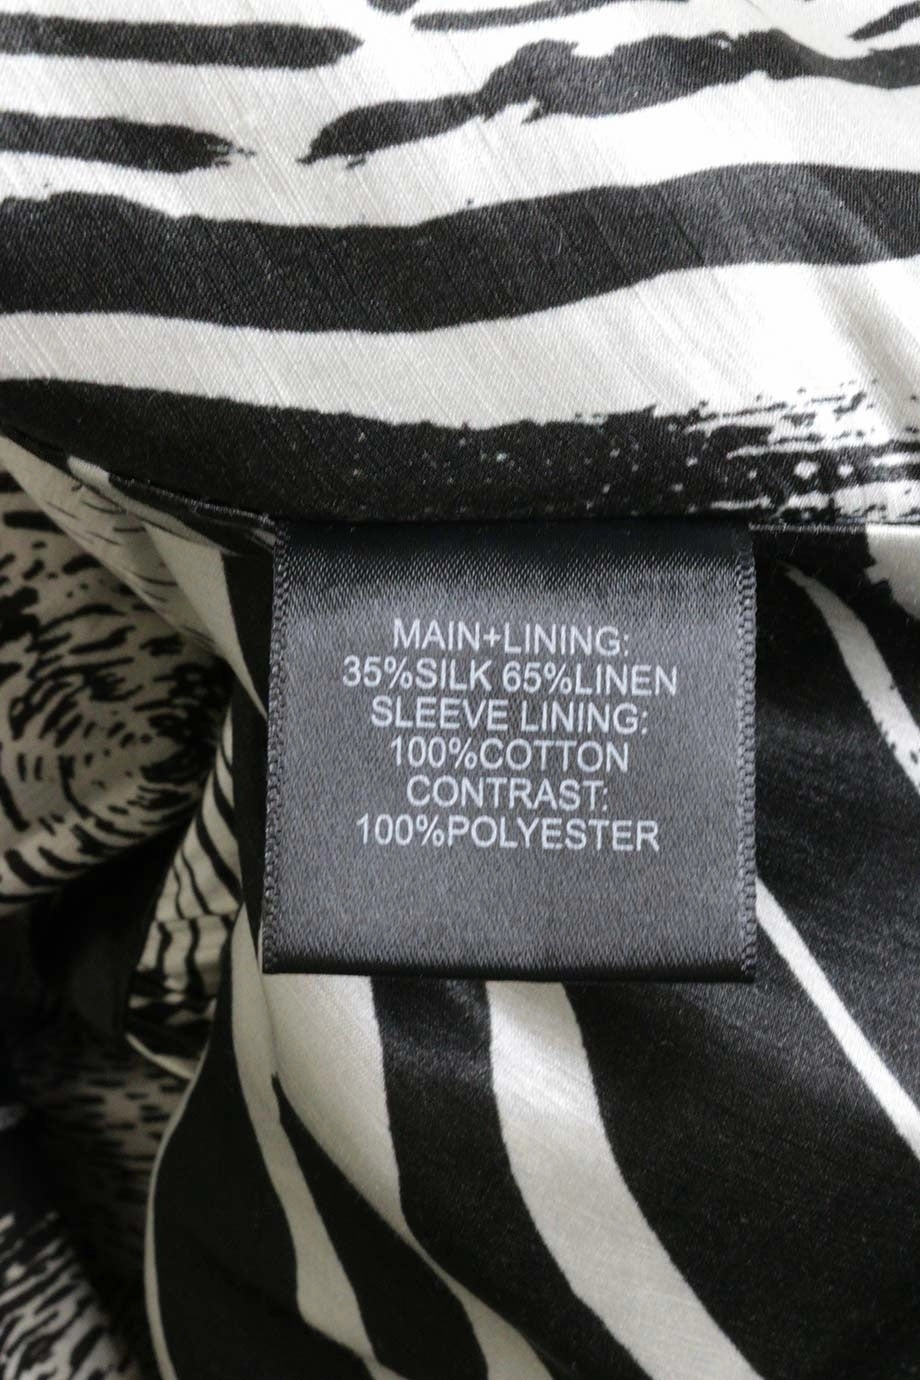 MAIN+LINING:
35%SILK 65%LINEN
SLEEVE LINING:
100%COTTON
CONTRAST:
100%POLYESTER